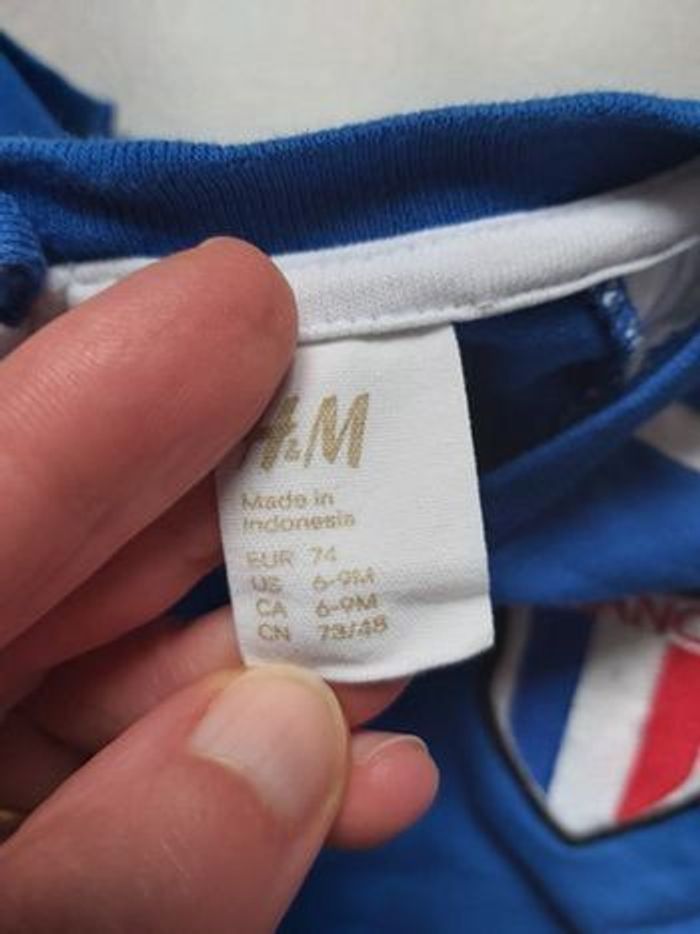 H&M
Made in
Indonesia
EUR 74
US 6-9M
CA 6-9M
CN 73/48